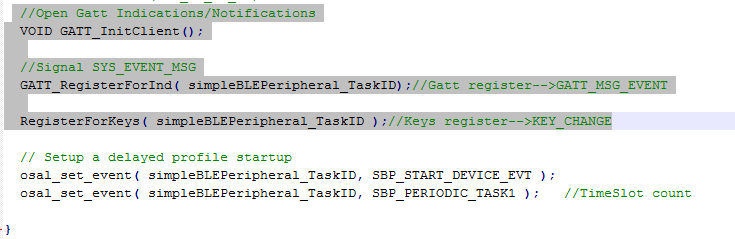 //Open Gatt Indications/Notifications
VOID GATT_InitClient();
//Signal SYS_EVENT_MSG
GATT_RegisterForInd( simpleBLEPeripheral_TaskID);//Gatt register-->GATT_MSG_EVENT
RegisterForKeys( simpleBLEPeripheral_TaskID );//Keys register-->KEY_CHANGE
// Setup a delayed profile startup
osal_set_event( simpleBLEPeripheral_TaskID, SBP_START_DEVICE_EVT );
osal_set_event( simpleBLEPeripheral_TaskID, SBP_PERIODIC_TASK1 );   //TimeSlot count
}